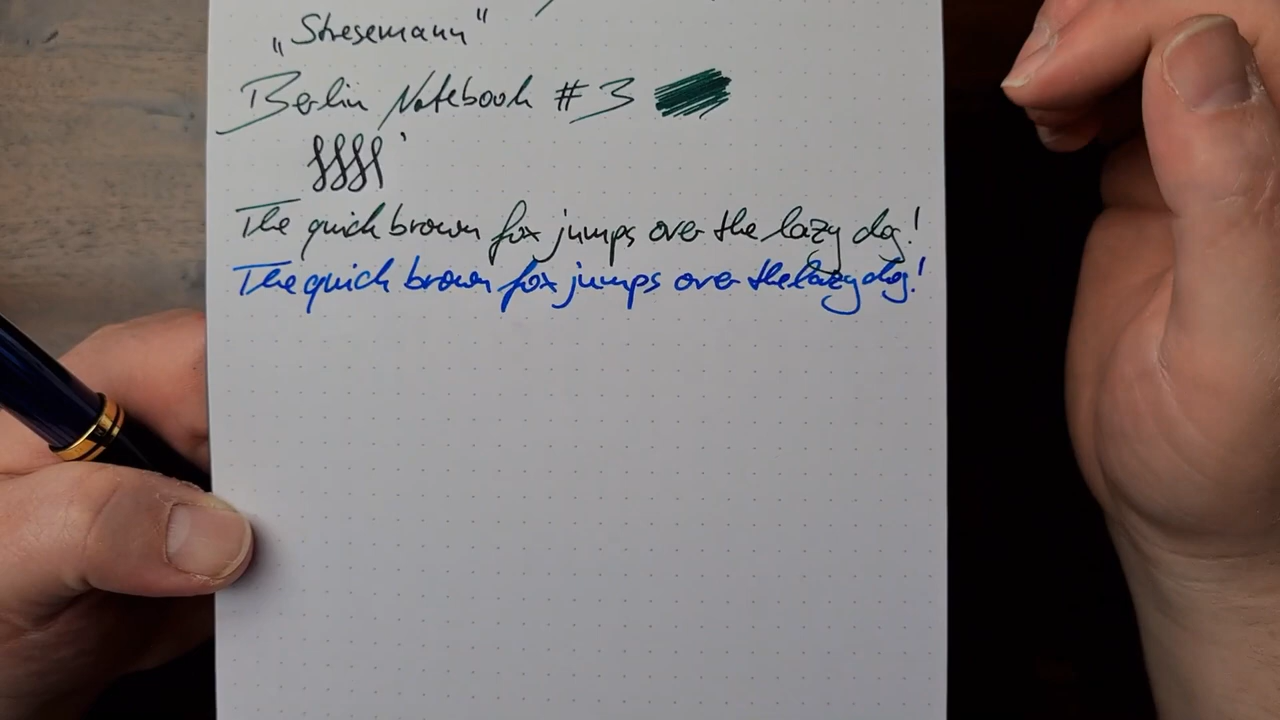 „Stresemann“
Berlin Notebook #3
The quick brown fox jumps over the lazy dog!
The quick brown fox jumps over the lazy dog!